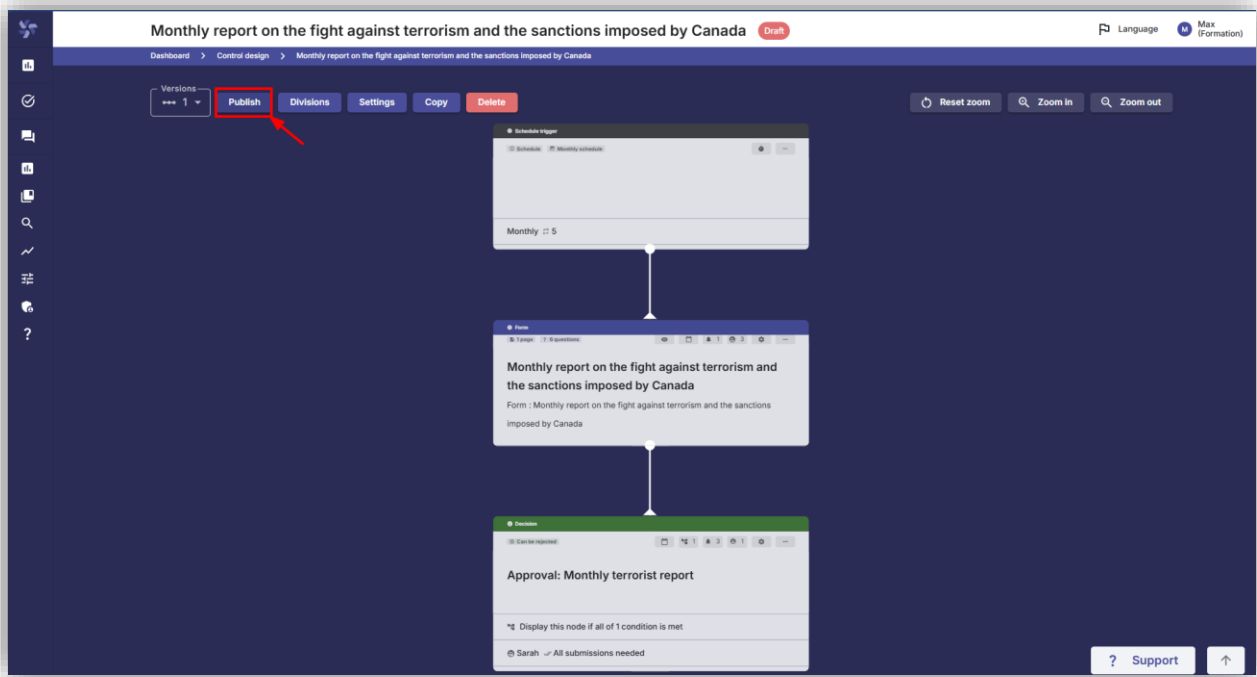 Monthly report on the fight against terrorism and the sanctions imposed by Canada Draft
Language
M
Max
(Formation)
Dashboard > Control design > Monthly report on the fight against terrorism and the sanctions imposed by Canada
Versions
1
Publish
Divisions
Settings
Copy
Delete
Reset zoom
Zoom in
Zoom out
Schedule trigger
Schedule Monthly schedule
Monthly 5
Form
1 page 8 questions 1 3
Monthly report on the fight against terrorism and
the sanctions imposed by Canada
Form : Monthly report on the fight against terrorism and the sanctions
imposed by Canada
Decision
Can be rejected 1 3 1
Approval: Monthly terrorist report
Display this node if all of 1 condition is met
Sarah All submissions needed
? Support
?